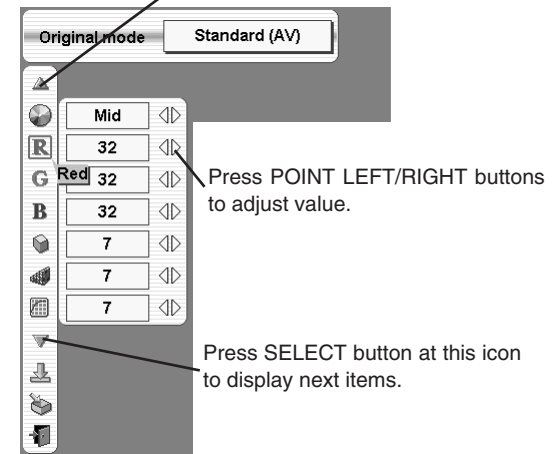 Original mode Standard (AV)
Mid
R 32
Red
G 32
B 32
7
7
7
Press POINT LEFT/RIGHT buttons
to adjust value.
Press SELECT button at this icon
to display next items.